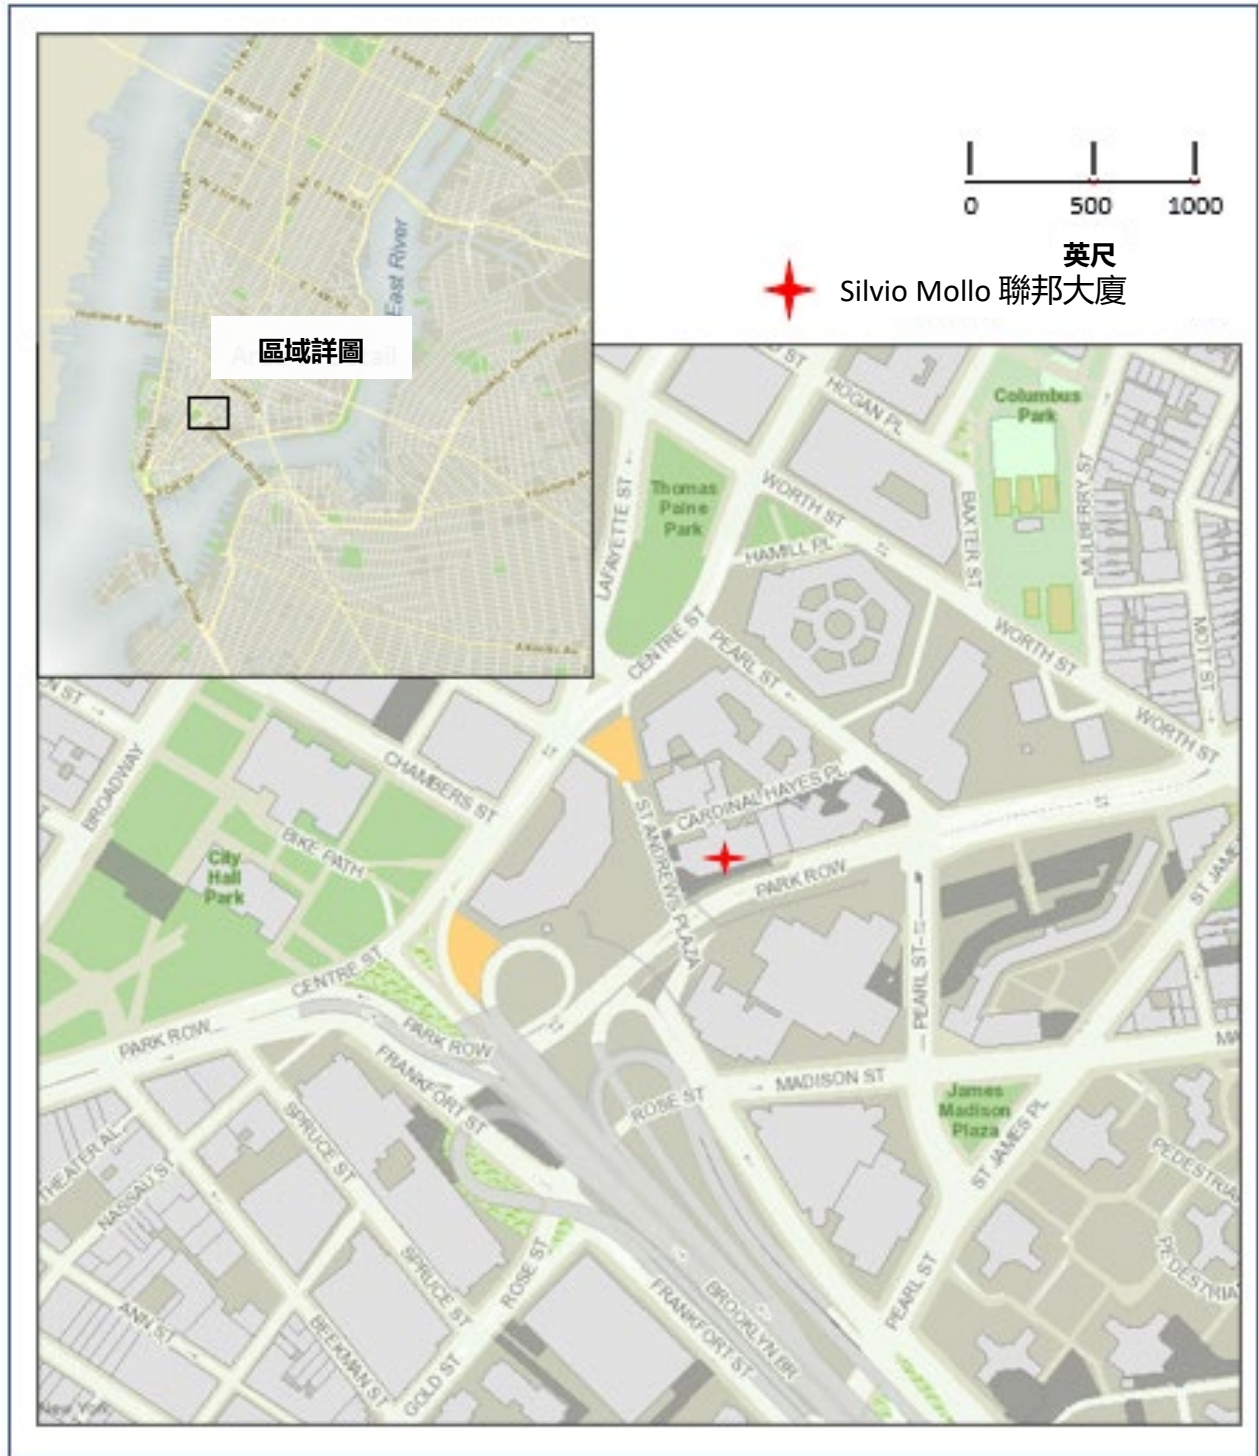 0 500 1000
英尺
Silvio Mollo 聯邦大廈
East River
區域詳圖
Holland Tunnel
HOGAN PL
Columbus
Park
WORTH ST
LAFAYETTE ST
Thomas
Paine
Park
BAXTER ST
MULBERRY ST
HAMILL PL
CENTRE ST
PEARL ST
WORTH ST
MOTT ST
WORTH ST
BROADWAY
CHAMBERS ST
CARDINAL HAYES PL
ST ANDREWS PLAZA
BIKE PATH
City
Hall
Park
PARK ROW
PEARL ST
CENTRE ST
PARK ROW
PARK ROW
FRANKFORT ST
MADISON ST
ROSE ST
James
Madison
Plaza
ST JAMES PL
SPRUCE ST
THEATER AL
NASSAU ST
SPRUCE ST
ROSE ST
ANN ST
BEEKMAN ST
GOLD ST
FRANKFORT ST
BROOKLYN BR
PEARL ST
New York